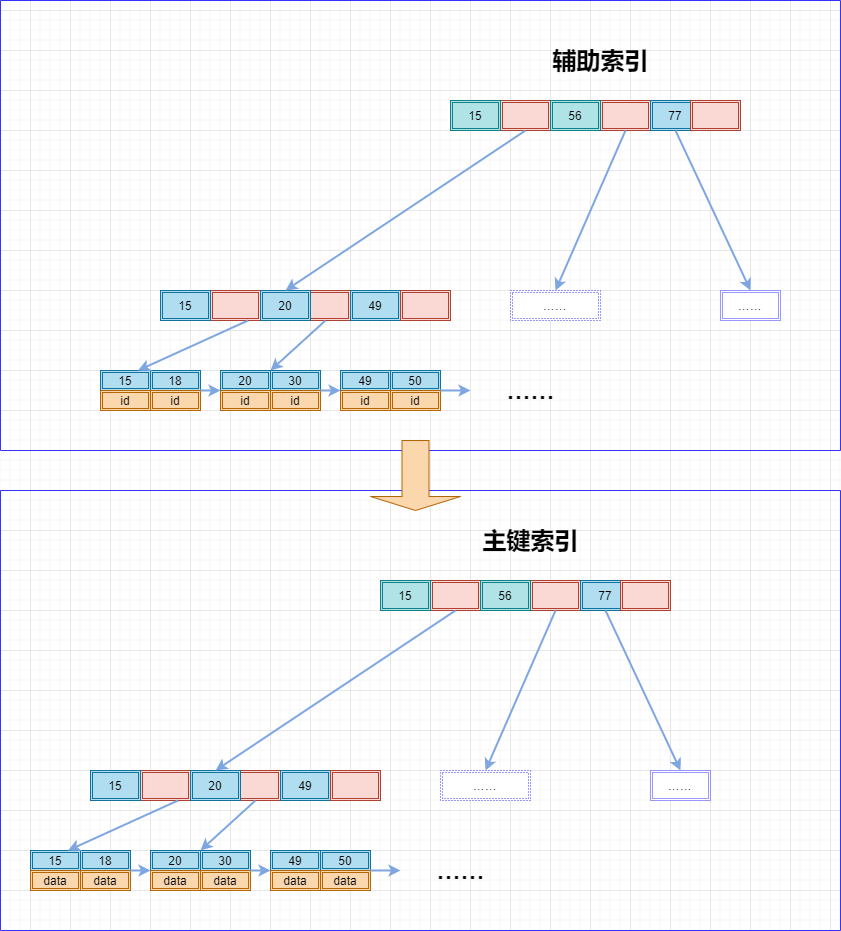 辅助索引
15 56 77
15 20 49
…… ……
15 18 20 30 49 50
id id id id id id
……
主键索引
15 56 77
15 20 49
…… ……
15 18 20 30 49 50
data data data data data data
……